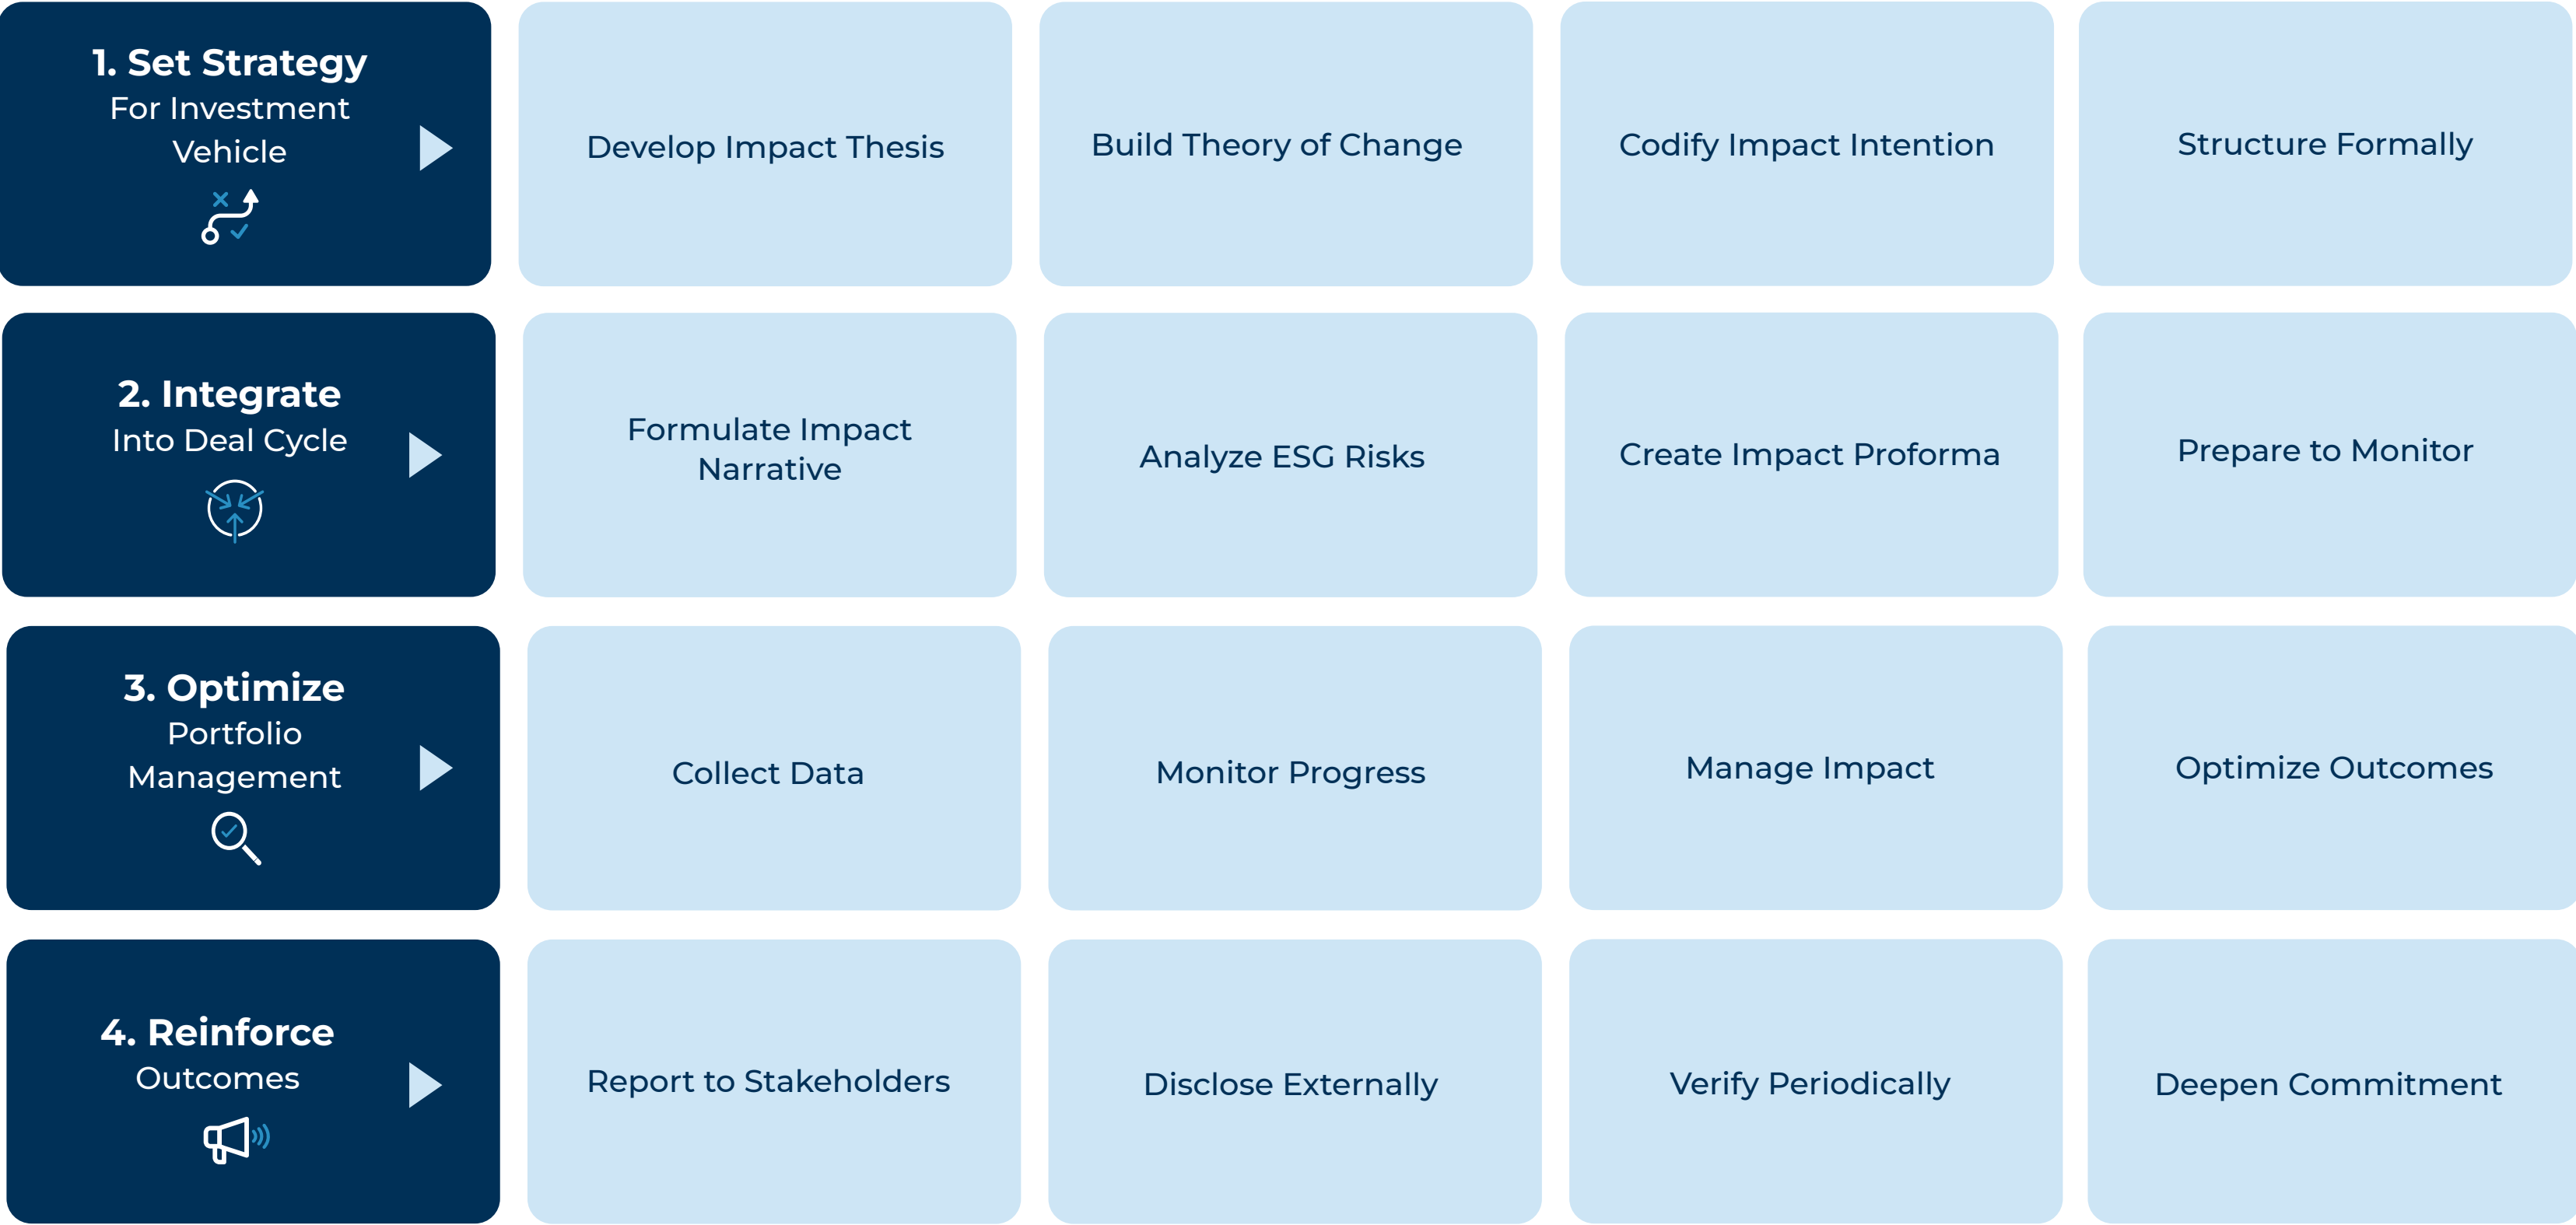 1. Set Strategy
For Investment
Vehicle
Develop Impact Thesis
Build Theory of Change
Codify Impact Intention
Structure Formally
2. Integrate
Into Deal Cycle
Formulate Impact
Narrative
Analyze ESG Risks
Create Impact Proforma
Prepare to Monitor
3. Optimize
Portfolio
Management
Collect Data
Monitor Progress
Manage Impact
Optimize Outcomes
4. Reinforce
Outcomes
Report to Stakeholders
Disclose Externally
Verify Periodically
Deepen Commitment